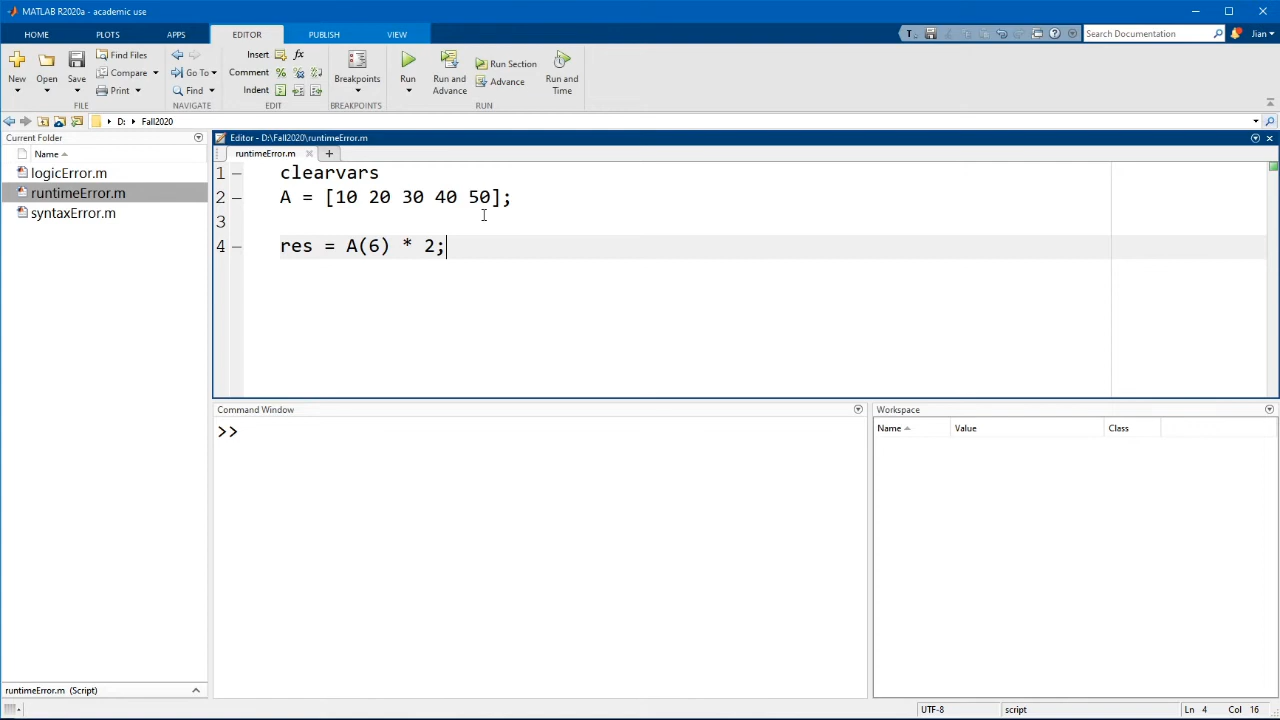 MATLAB R2020a - academic use
HOME PLOTS APPS EDITOR PUBLISH VIEW Search Documentation Jian
New Open Save Find Files Compare Print Go To Find Insert fx Comment Indent Breakpoints Run Run and Advance Run Section Advance Run and Time
FILE NAVIGATE EDIT BREAKPOINTS RUN
D: Fall2020
Current Folder
Name
logicError.m
runtimeError.m
syntaxError.m
Editor - D:\Fall2020\runtimeError.m
runtimeError.m × +
1 – clearvars
2 – A = [10 20 30 40 50];
3
4 – res = A(6) * 2;
Command Window
>>
Workspace
Name Value Class
runtimeError.m (Script)
UTF-8 script Ln 4 Col 16